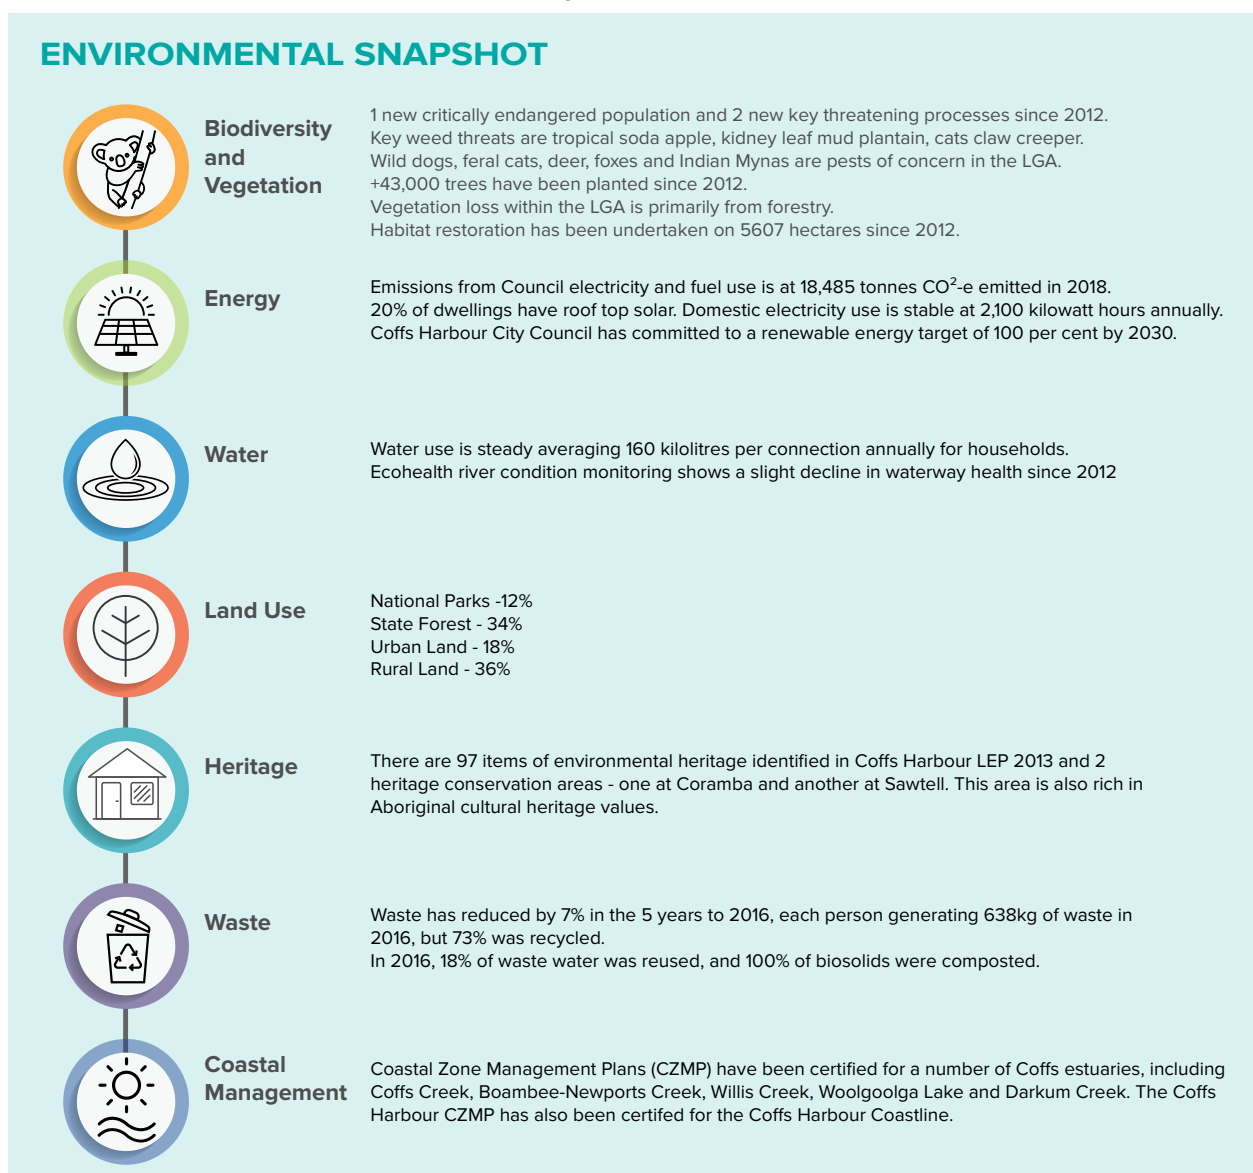 ENVIRONMENTAL SNAPSHOT
Biodiversity
and
Vegetation
1 new critically endangered population and 2 new key threatening processes since 2012.
Key weed threats are tropical soda apple, kidney leaf mud plantain, cats claw creeper.
Wild dogs, feral cats, deer, foxes and Indian Mynas are pests of concern in the LGA.
+43,000 trees have been planted since 2012.
Vegetation loss within the LGA is primarily from forestry.
Habitat restoration has been undertaken on 5607 hectares since 2012.
Energy
Emissions from Council electricity and fuel use is at 18,485 tonnes CO²-e emitted in 2018.
20% of dwellings have roof top solar. Domestic electricity use is stable at 2,100 kilowatt hours annually.
Coffs Harbour City Council has committed to a renewable energy target of 100 per cent by 2030.
Water
Water use is steady averaging 160 kilolitres per connection annually for households.
Ecohealth river condition monitoring shows a slight decline in waterway health since 2012
Land Use
National Parks -12%
State Forest - 34%
Urban Land - 18%
Rural Land - 36%
Heritage
There are 97 items of environmental heritage identified in Coffs Harbour LEP 2013 and 2
heritage conservation areas - one at Coramba and another at Sawtell. This area is also rich in
Aboriginal cultural heritage values.
Waste
Waste has reduced by 7% in the 5 years to 2016, each person generating 638kg of waste in
2016, but 73% was recycled.
In 2016, 18% of waste water was reused, and 100% of biosolids were composted.
Coastal
Management
Coastal Zone Management Plans (CZMP) have been certified for a number of Coffs estuaries, including
Coffs Creek, Boambee-Newports Creek, Willis Creek, Woolgoolga Lake and Darkum Creek. The Coffs
Harbour CZMP has also been certifed for the Coffs Harbour Coastline.